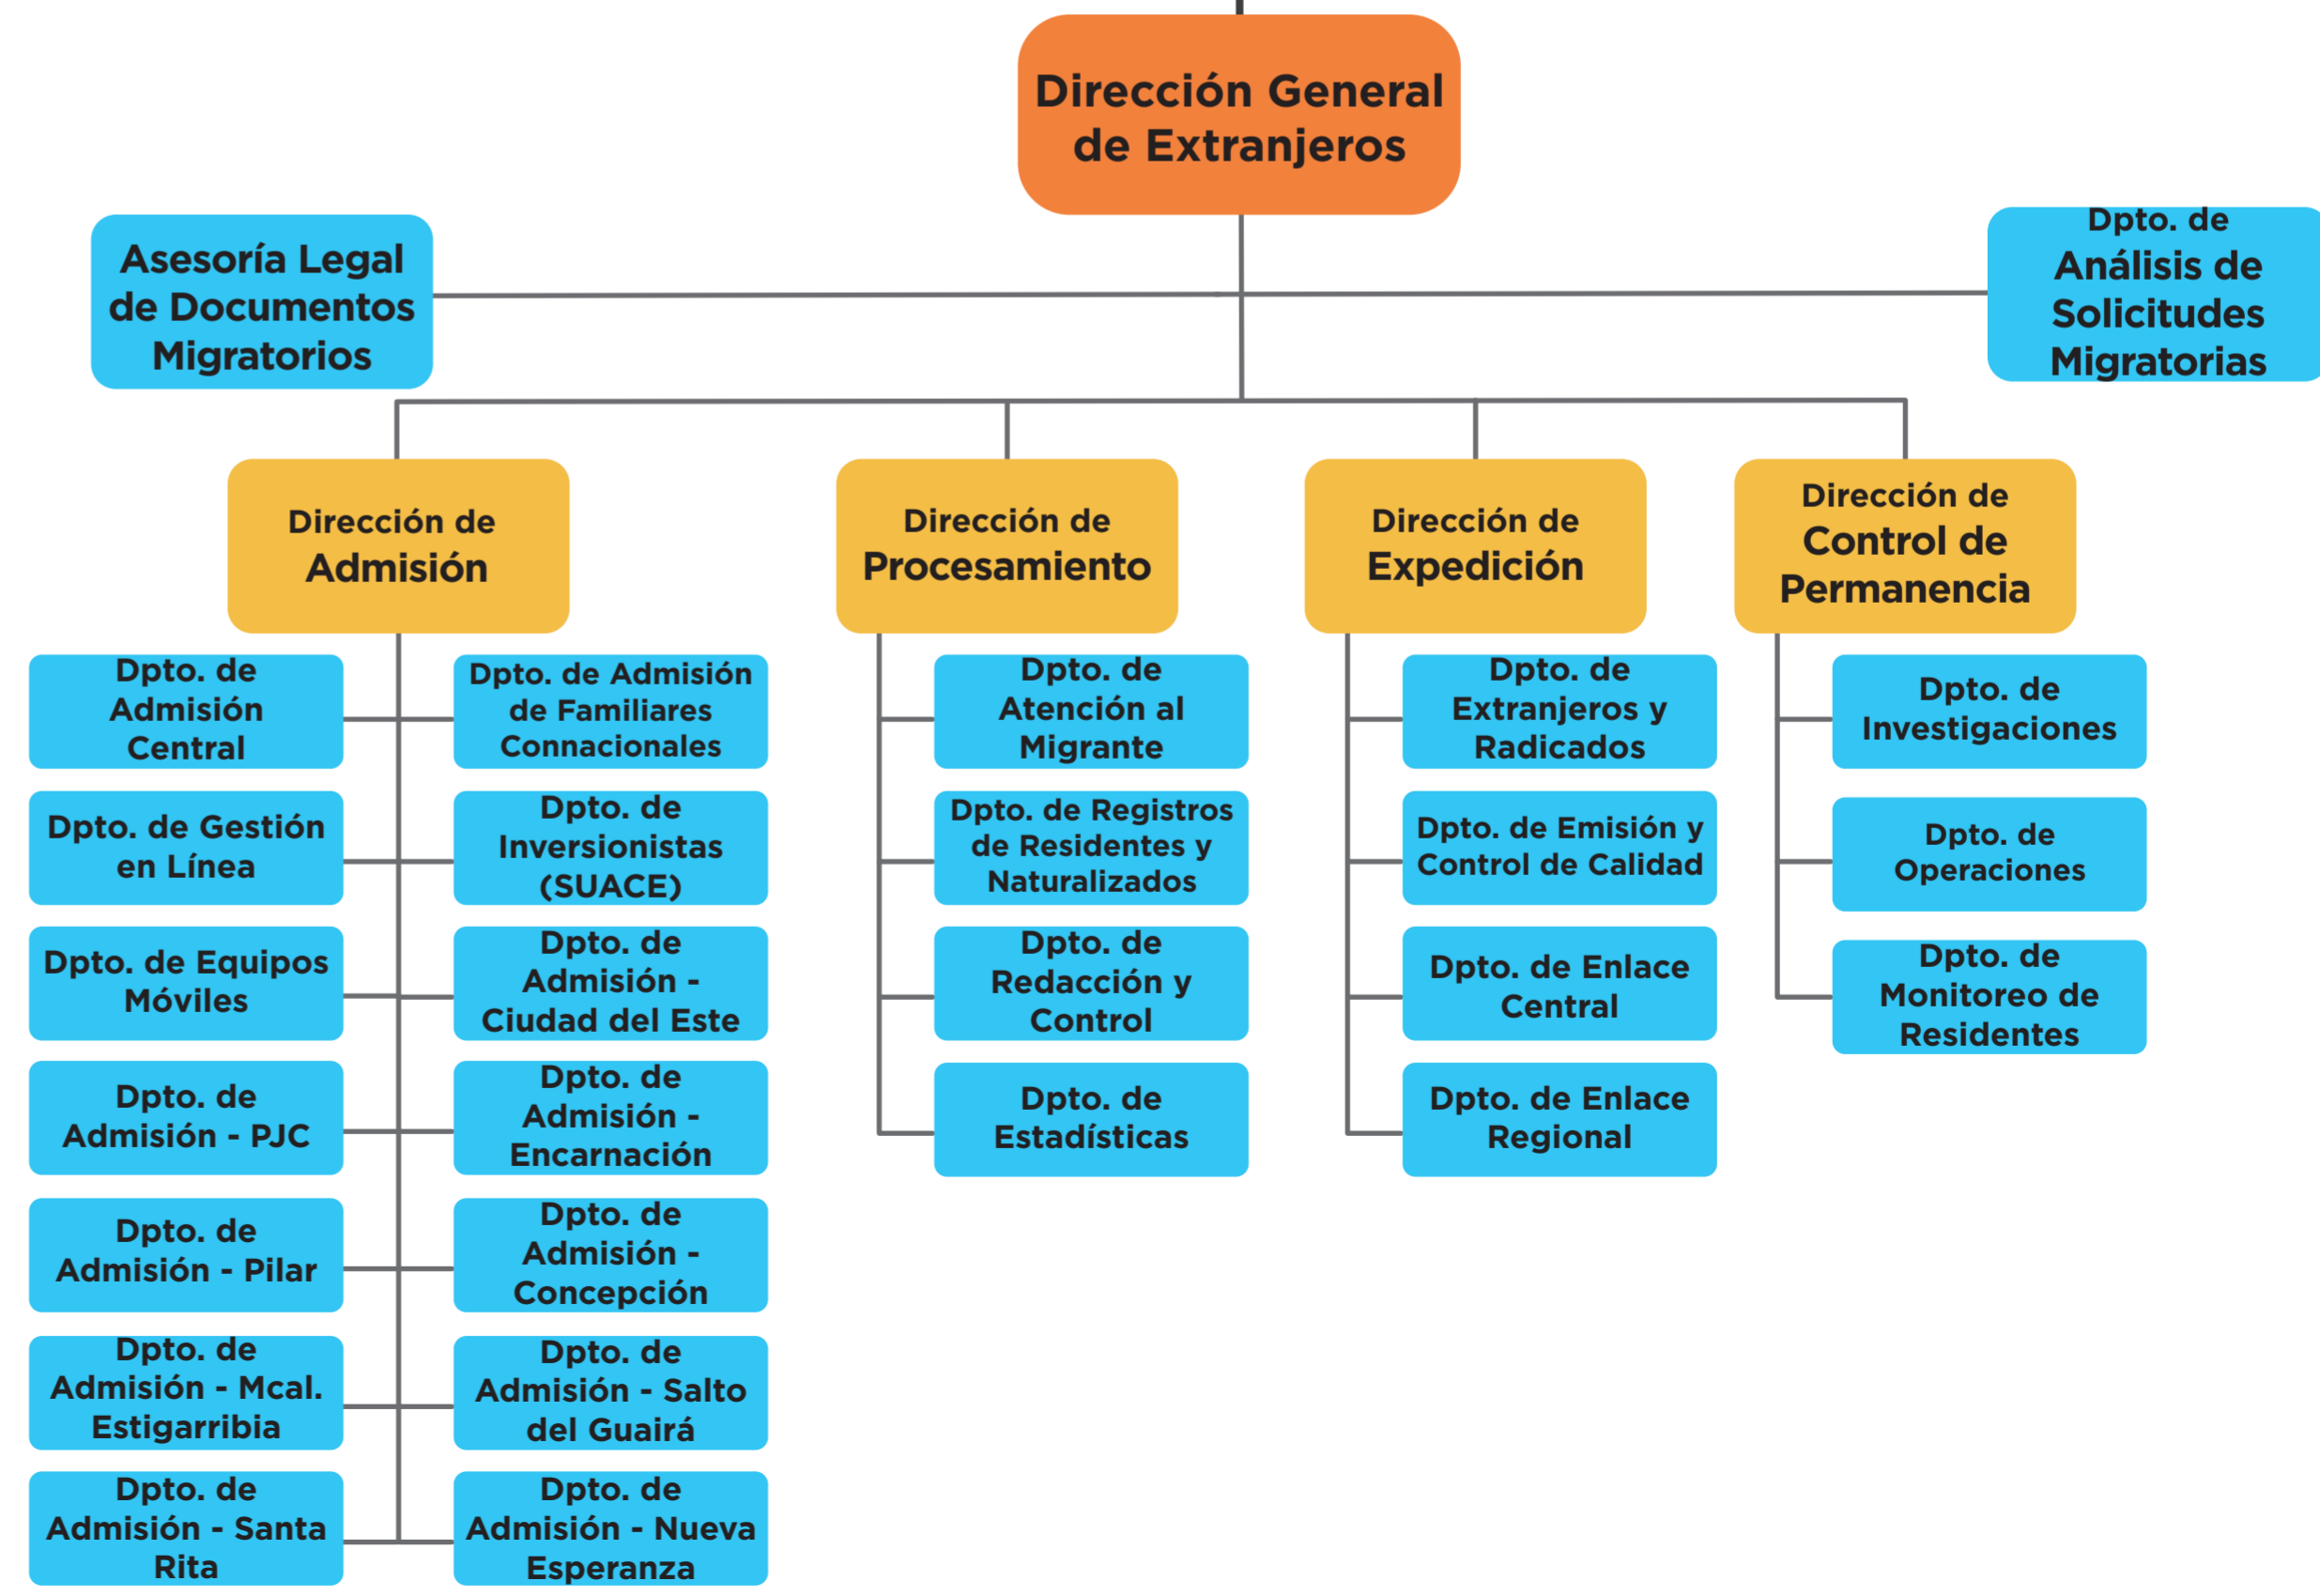 Dirección General
de Extranjeros
Asesoría Legal
de Documentos
Migratorios
Dpto. de
Análisis de
Solicitudes
Migratorias
Dirección de
Admisión
Dirección de
Procesamiento
Dirección de
Expedición
Dirección de
Control de
Permanencia
Dpto. de
Admisión
Central
Dpto. de Admisión
de Familiares
Connacionales
Dpto. de Gestión
en Línea
Dpto. de
Inversionistas
(SUACE)
Dpto. de Equipos
Móviles
Dpto. de
Admisión -
Ciudad del Este
Dpto. de
Admisión - PJC
Dpto. de
Admisión -
Encarnación
Dpto. de
Admisión - Pilar
Dpto. de
Admisión -
Concepción
Dpto. de
Admisión - Mcal.
Estigarribia
Dpto. de
Admisión - Salto
del Guairá
Dpto. de
Admisión - Santa
Rita
Dpto. de
Admisión - Nueva
Esperanza
Dpto. de
Atención al
Migrante
Dpto. de Registros
de Residentes y
Naturalizados
Dpto. de
Redacción y
Control
Dpto. de
Estadísticas
Dpto. de
Extranjeros y
Radicados
Dpto. de Emisión y
Control de Calidad
Dpto. de Enlace
Central
Dpto. de Enlace
Regional
Dpto. de
Investigaciones
Dpto. de
Operaciones
Dpto. de
Monitoreo de
Residentes